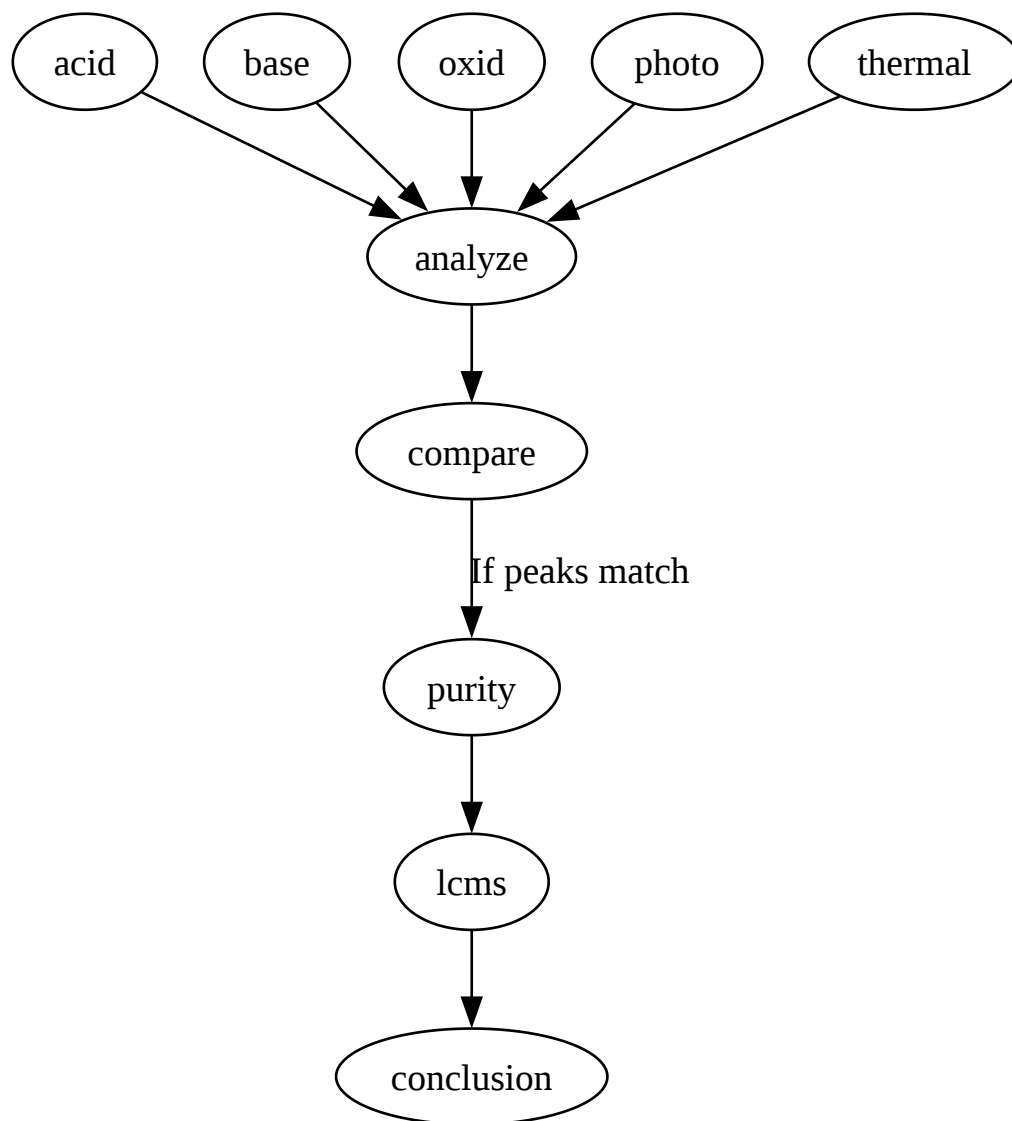 acid
base
oxid
photo
thermal
analyze
compare
If peaks match
purity
lcms
conclusion